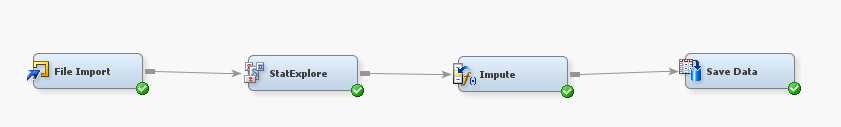 File Import
StatExplore
Impute
Save Data